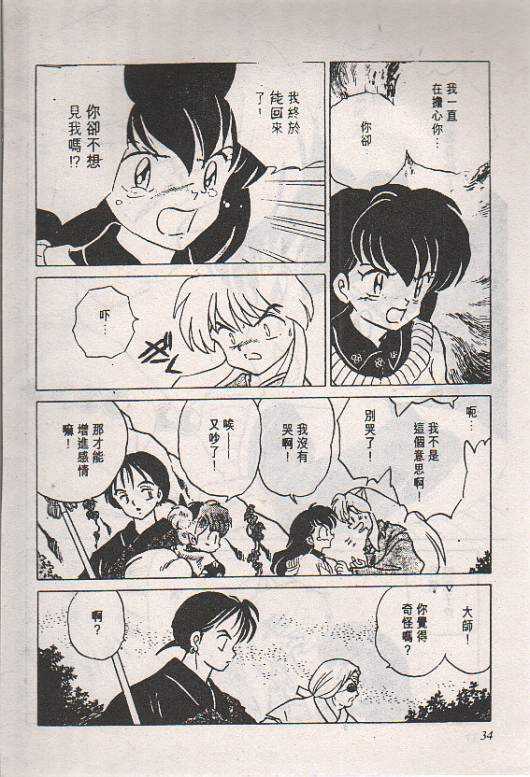 我一直
在擔心你…
你卻
我終於
能回來
了！
你卻不想
見我嗎!?
吓…
呃…
我不是
這個意思啊！
別哭了！
我沒有
哭啊！
唉——
又吵了！
那才能
增進感情
嘛！
大師！
你覺得
奇怪嗎？
啊？
34